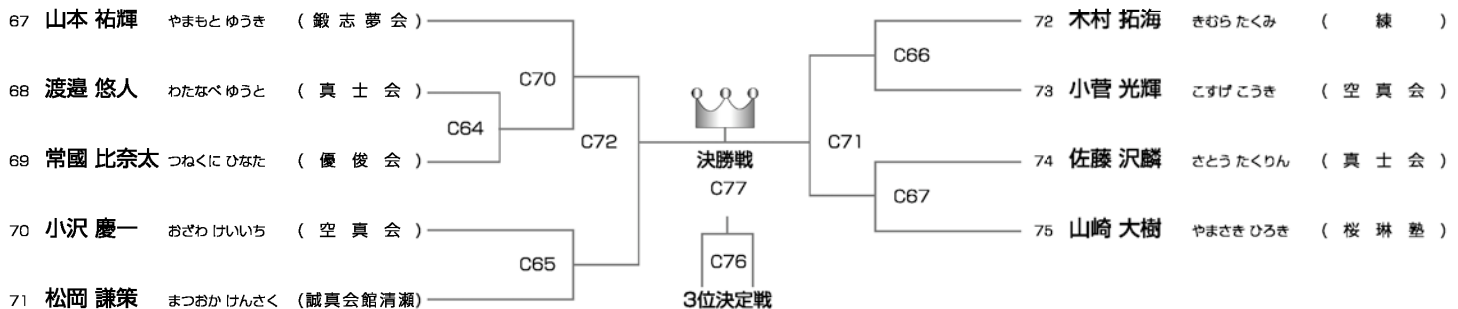 67 山本 祐輝 やまもと ゆうき (鍛志夢会)
68 渡邉 悠人 わたなべ ゆうと (真士会)
69 常國 比奈太 つねくに ひなた (優俊会)
70 小沢 慶一 おざわ けいいち (空真会)
71 松岡 謙策 まつおか けんさく (誠真会館清瀬)
C70
C64
C72
C65
決勝戦
C77
C76
3位決定戦
C66
C71
C67
72 木村 拓海 きむら たくみ (練)
73 小菅 光輝 こすげ こうき (空真会)
74 佐藤 沢麟 さとう たくりん (真士会)
75 山崎 大樹 やまさき ひろき (桜琳塾)